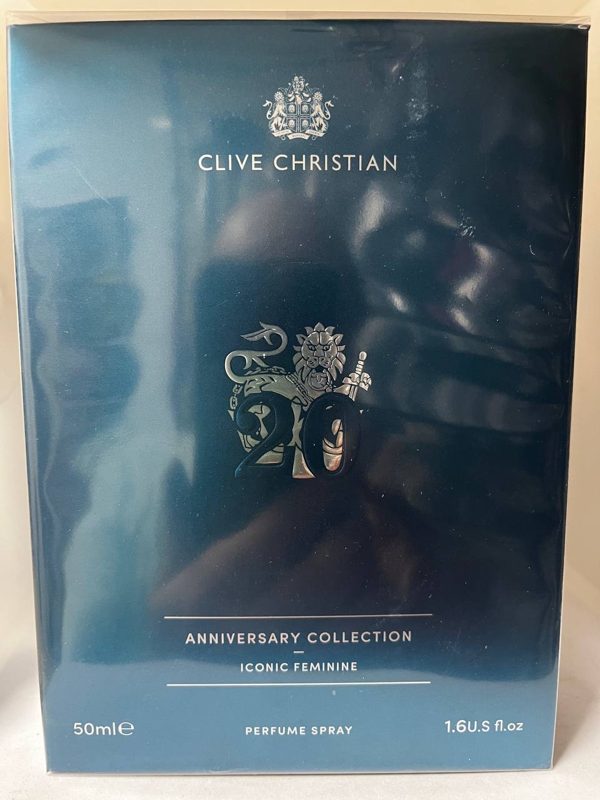 CLIVE CHRISTIAN
20
ANNIVERSARY COLLECTION
ICONIC FEMININE
50ml℮ PERFUME SPRAY 1.6U.S fl.oz